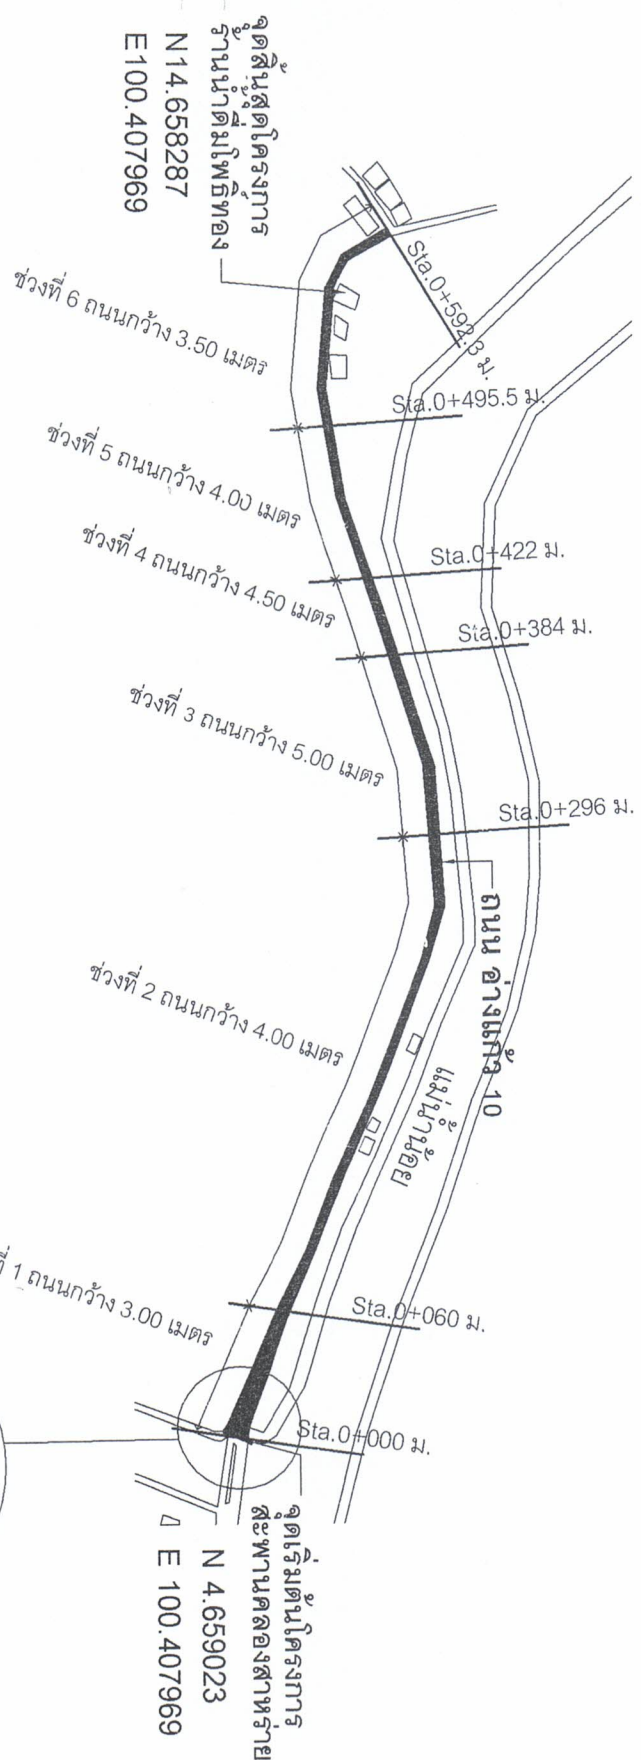 จุดสิ้นสุดโครงการ
ร้านน้ำดื่มโพธิ์ทอง
N14.658287
E100.407969
Sta.0+592.3 ม.
ช่วงที่ 6 ถนนกว้าง 3.50 เมตร
Sta.0+495.5 ม.
ช่วงที่ 5 ถนนกว้าง 4.00 เมตร
Sta.0+422 ม.
ช่วงที่ 4 ถนนกว้าง 4.50 เมตร
Sta.0+384 ม.
ช่วงที่ 3 ถนนกว้าง 5.00 เมตร
Sta.0+296 ม.
ถนน อ่างแก้ว 10
ช่วงที่ 2 ถนนกว้าง 4.00 เมตร
แม่น้ำน้อย
Sta.0+060 ม.
1 ถนนกว้าง 3.00 เมตร
Sta.0+000 ม.
จุดเริ่มต้นโครงการ
สะพานคลองสาหร่าย
N 4.659023
E 100.407969